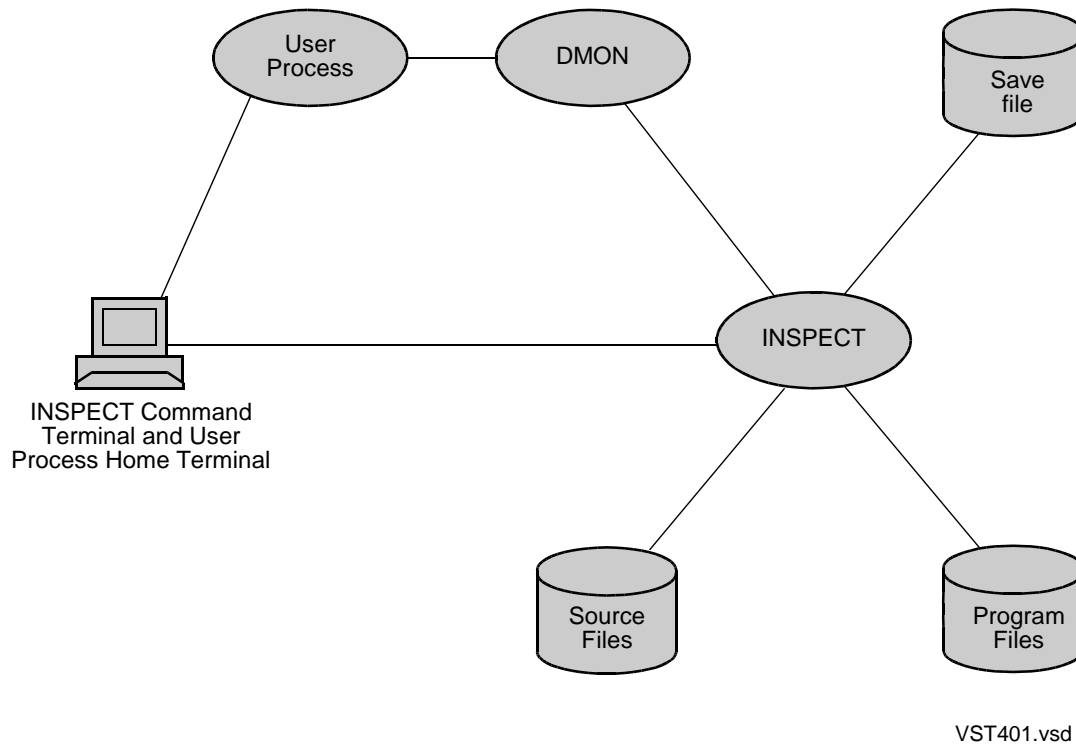 User
Process
DMON
Save
file
INSPECT
INSPECT Command
Terminal and User
Process Home Terminal
Source
Files
Program
Files
VST401.vsd